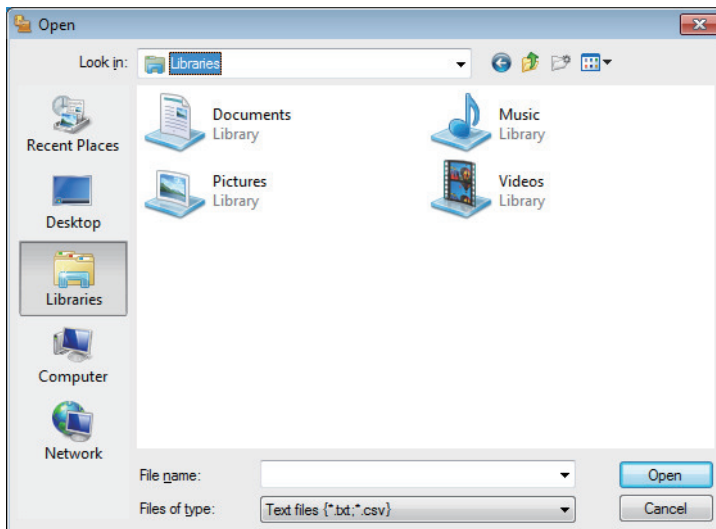 Open
Look in: Libraries
Recent Places
Desktop
Libraries
Computer
Network
Documents
Library
Music
Library
Pictures
Library
Videos
Library
File name:
Open
Files of type: Text files {*.txt;*.csv}
Cancel